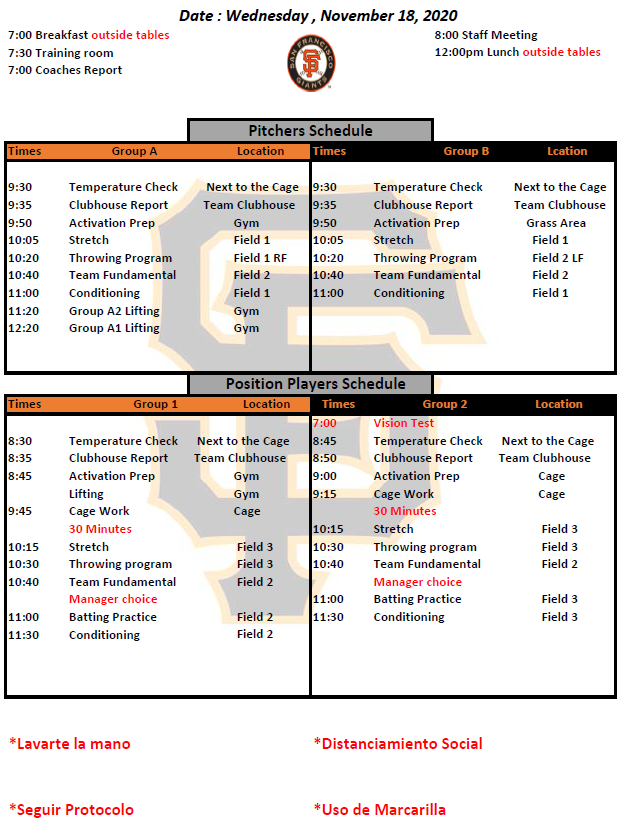 Date : Wednesday , November 18, 2020
7:00 Breakfast outside tables
8:00 Staff Meeting
7:30 Training room
12:00pm Lunch outside tables
7:00 Coaches Report
SAN FRANCISCO
SF
GIANTS
Pitchers Schedule
Times Group A Location Times Group B Lcation
9:30 Temperature Check Next to the Cage 9:30 Temperature Check Next to the Cage
9:35 Clubhouse Report Team Clubhouse 9:35 Clubhouse Report Team Clubhouse
9:50 Activation Prep Gym 9:50 Activation Prep Grass Area
10:05 Stretch Field 1 10:05 Stretch Field 1
10:20 Throwing Program Field 1 RF 10:20 Throwing Program Field 2 LF
10:40 Team Fundamental Field 2 10:40 Team Fundamental Field 2
11:00 Conditioning Field 1 11:00 Conditioning Field 1
11:20 Group A2 Lifting Gym
12:20 Group A1 Lifting Gym
Position Players Schedule
Times Group 1 Location Times Group 2 Location
7:00 Vision Test
8:30 Temperature Check Next to the Cage 8:45 Temperature Check Next to the Cage
8:35 Clubhouse Report Team Clubhouse 8:50 Clubhouse Report Team Clubhouse
8:45 Activation Prep Gym 9:00 Activation Prep Cage
Lifting Gym 9:15 Cage Work Cage
9:45 Cage Work Cage 30 Minutes
30 Minutes 10:15 Stretch Field 3
10:15 Stretch Field 3 10:30 Throwing program Field 3
10:30 Throwing program Field 3 10:40 Team Fundamental Field 2
10:40 Team Fundamental Field 2 Manager choice
Manager choice 11:00 Batting Practice Field 3
11:00 Batting Practice Field 2 11:30 Conditioning Field 3
11:30 Conditioning Field 2
*Lavarte la mano *Distanciamiento Social
*Seguir Protocolo *Uso de Marcarilla